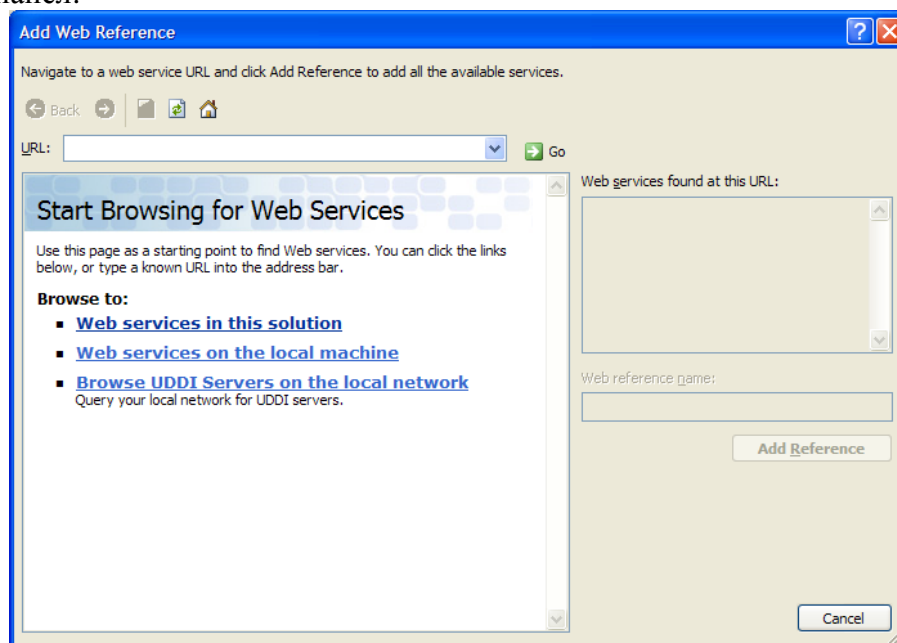 панел.
Add Web Reference
Navigate to a web service URL and click Add Reference to add all the available services.
Back
URL:
Go
Start Browsing for Web Services
Use this page as a starting point to find Web services. You can click the links
below, or type a known URL into the address bar.
Browse to:
Web services in this solution
Web services on the local machine
Browse UDDI Servers on the local network
Query your local network for UDDI servers.
Web services found at this URL:
Web reference name:
Add Reference
Cancel